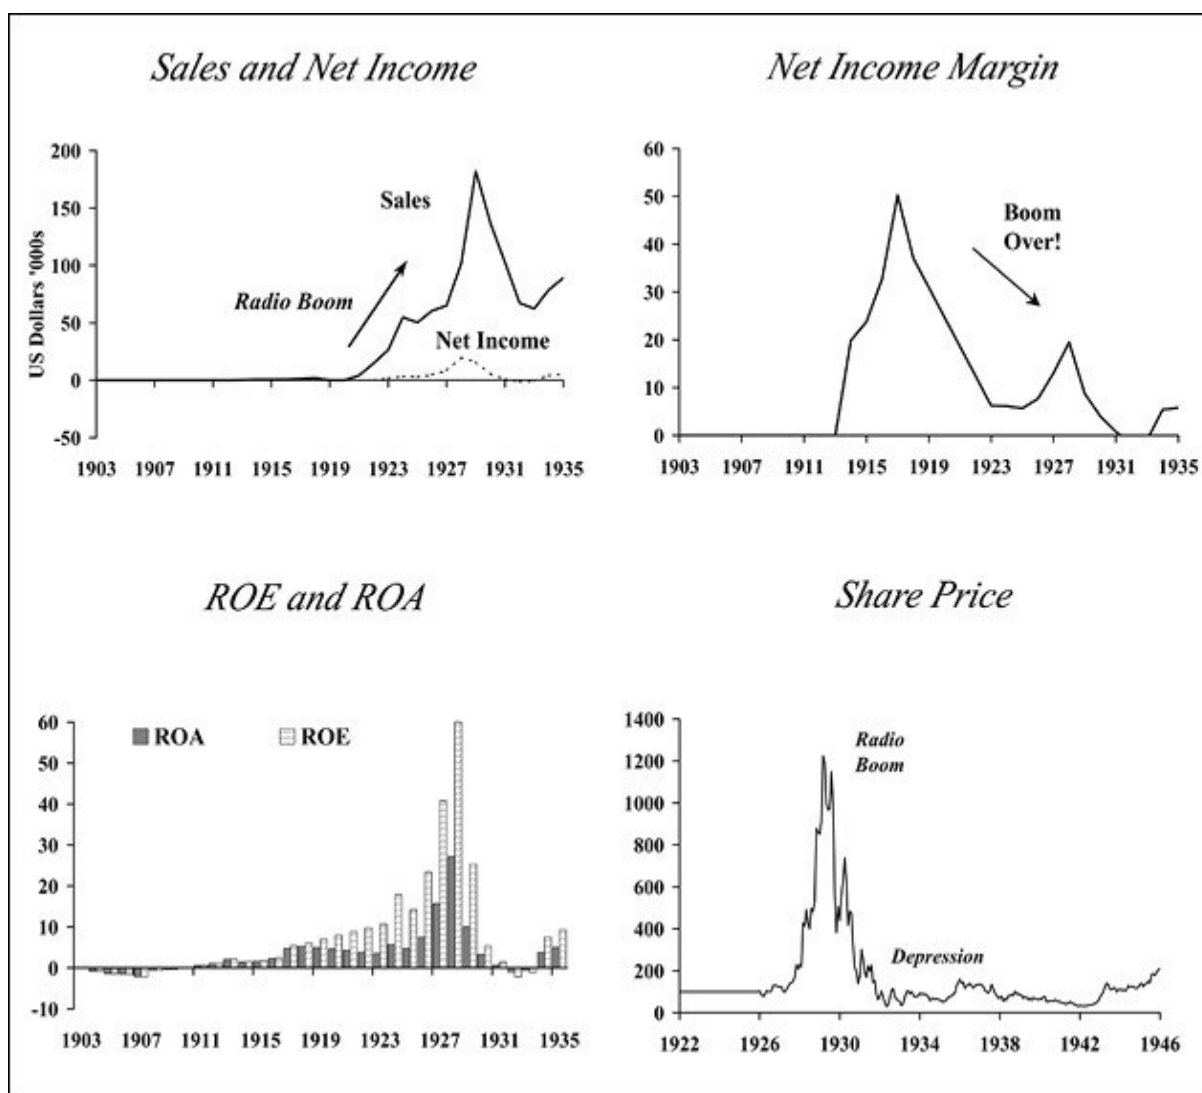 Sales and Net Income
US Dollars '000s
200
150
100
50
0
-50
Sales
Radio Boom
Net Income
1903 1907 1911 1915 1919 1923 1927 1931 1935
Net Income Margin
60
50
40
30
20
10
0
Boom
Over!
1903 1907 1911 1915 1919 1923 1927 1931 1935
ROE and ROA
60
50
40
30
20
10
0
-10
ROA ROE
1903 1907 1911 1915 1919 1923 1927 1931 1935
Share Price
1400
1200
1000
800
600
400
200
0
Radio
Boom
Depression
1922 1926 1930 1934 1938 1942 1946